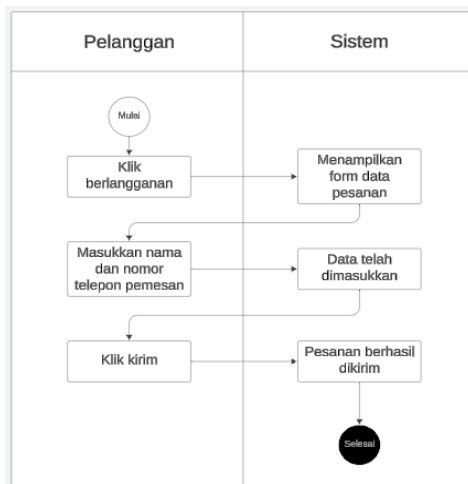 Pelanggan
Sistem
Mulai
Klik
berlangganan
Menampilkan
form data
pesanan
Masukkan nama
dan nomor
telepon pemesan
Data telah
dimasukkan
Klik kirim
Pesanan berhasil
dikirim
Selesai